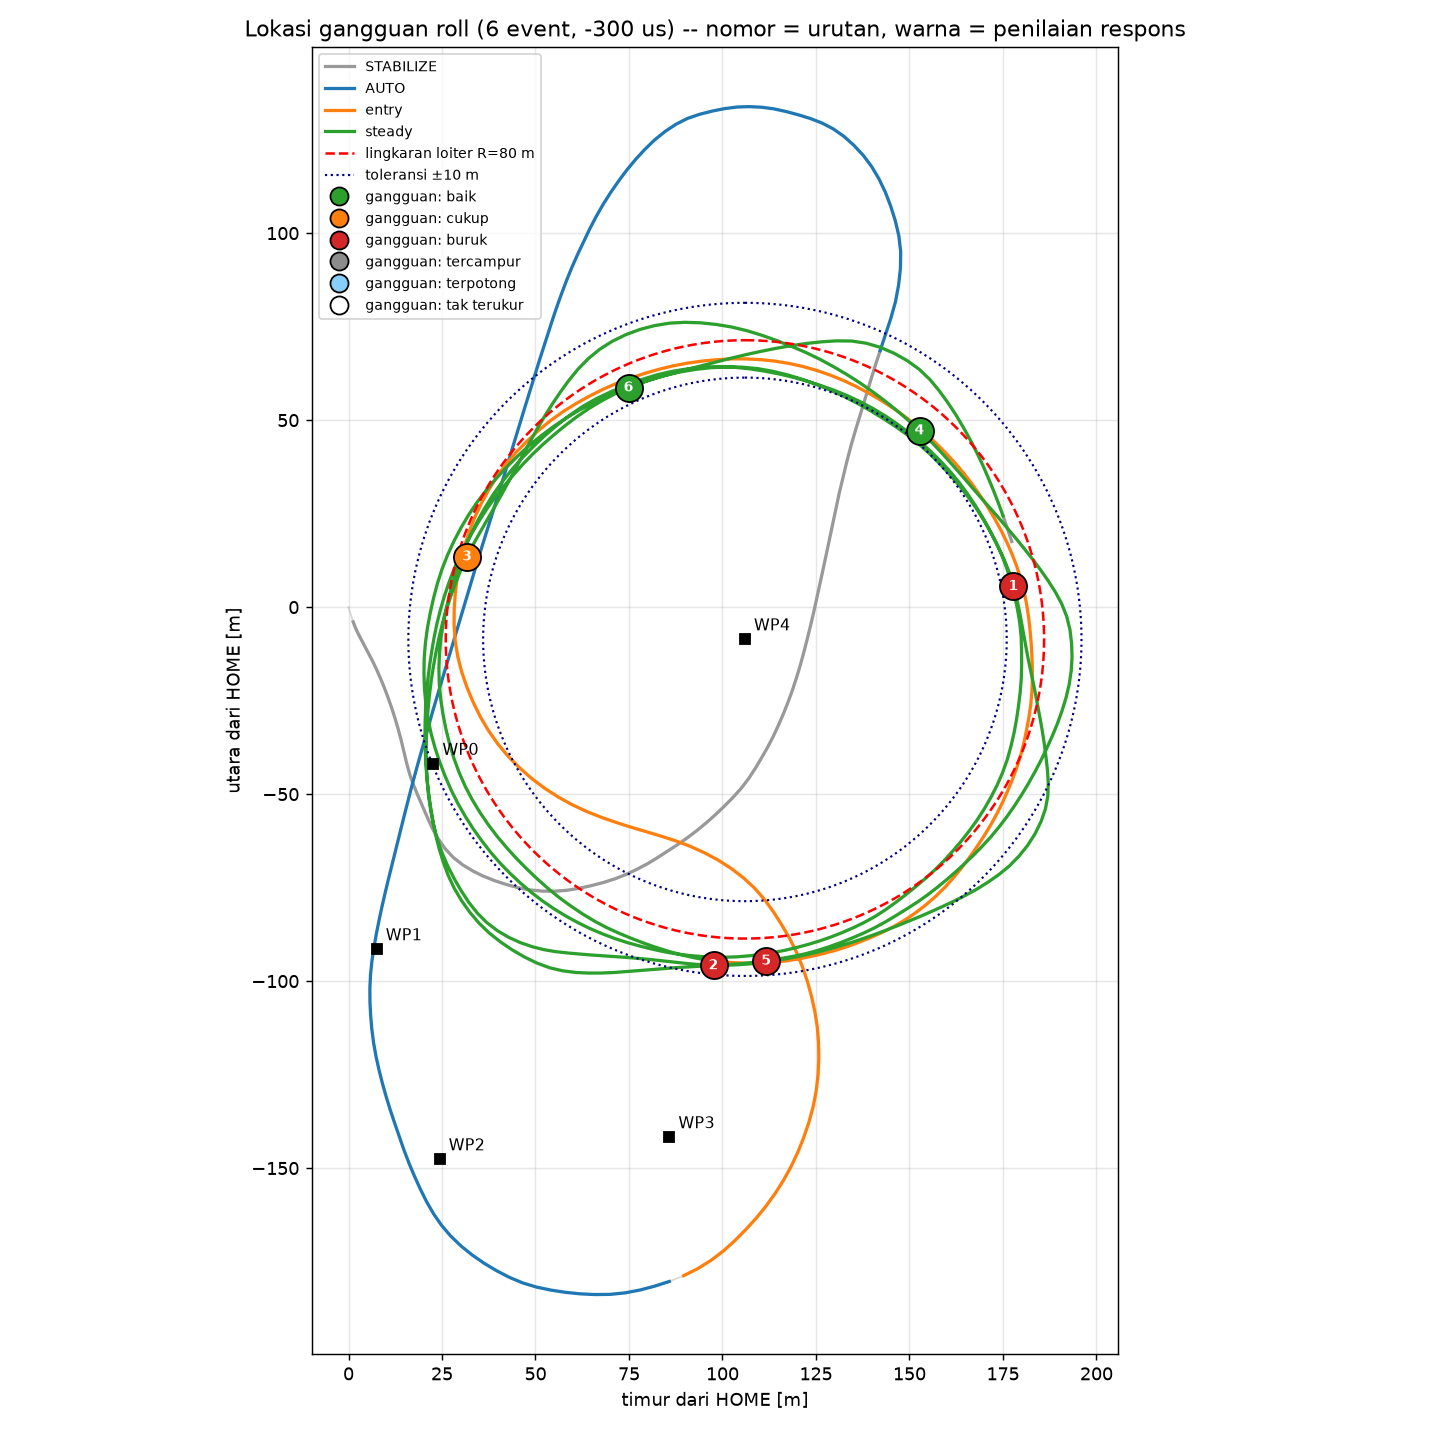 Lokasi gangguan roll (6 event, -300 us) -- nomor = urutan, warna = penilaian respons
STABILIZE
AUTO
entry
steady
lingkaran loiter R=80 m
toleransi ±10 m
gangguan: baik
gangguan: cukup
gangguan: buruk
gangguan: tercampur
gangguan: terpotong
gangguan: tak terukur
100
50
0
−50
−100
−150
utara dari HOME [m]
6
4
3
1
WP4
WP0
WP1
2
5
WP3
WP2
0
25
50
75
100
125
150
175
200
timur dari HOME [m]